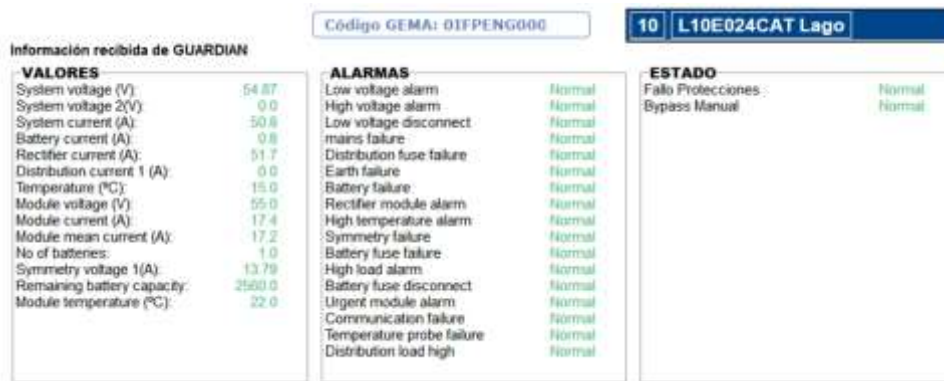 Código GEMA: 01FPENG000
10 L10E024CAT Lago
Información recibida de GUARDIAN
VALORES
System voltage (V): 54.87
System voltage 2(V): 0.0
System current (A): 50.8
Battery current (A): 0.8
Rectifier current (A): 51.7
Distribution current 1 (A): 0.0
Temperature (ºC): 15.0
Module voltage (V): 55.0
Module current (A): 17.4
Module mean current (A): 17.2
No of batteries: 1.0
Symmetry voltage 1(A): 13.79
Remaining battery capacity: 2560.0
Module temperature (ºC): 22.0
ALARMAS
Low voltage alarm Normal
High voltage alarm Normal
Low voltage disconnect Normal
mains failure Normal
Distribution fuse failure Normal
Earth failure Normal
Battery failure Normal
Rectifier module alarm Normal
High temperature alarm Normal
Symmetry failure Normal
Battery fuse failure Normal
High load alarm Normal
Battery fuse disconnect Normal
Urgent module alarm Normal
Communication failure Normal
Temperature probe failure Normal
Distribution load high Normal
ESTADO
Fallo Protecciones Normal
Bypass Manual Normal